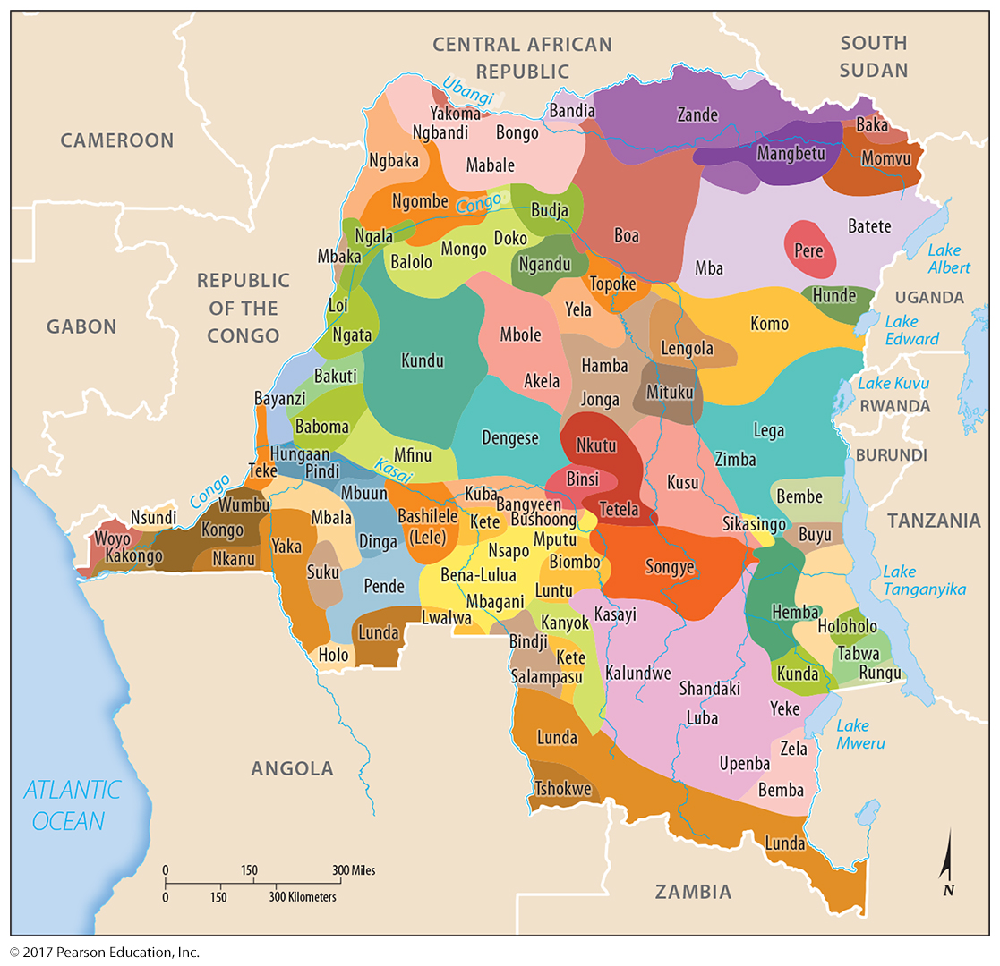 CENTRAL AFRICAN
REPUBLIC
SOUTH
SUDAN
CAMEROON
Ubangi
Yakoma
Ngbandi
Bongo
Bandia
Zande
Baka
Mangbetu
Momvu
Ngbaka
Mabale
Ngombe
Congo
Budja
Batete
Boa
Ngala
Mongo
Doko
Mbaka
Balolo
Ngandu
Mba
Pere
Lake
Albert
REPUBLIC
OF THE
CONGO
Topoke
Hunde
UGANDA
GABON
Loi
Yela
Komo
Lake
Edward
Ngata
Kundu
Mbole
Lengola
Hamba
Bakuti
Akela
Jonga
Mituku
Lake Kuvu
RWANDA
Bayanzi
Baboma
Dengese
Nkutu
Lega
Zimba
BURUNDI
Hungaan
Teke
Pindi
Kasai
Mfinu
Binsi
Kusu
Congo
Mbuun
Kuba
Bangyeen
Bembe
Nsundi
Wumbu
Mbala
Bashilele
(Lele)
Kete
Bushoong
Tetela
Sikasingo
TANZANIA
Woyo
Kakongo
Kongo
Nkanu
Yaka
Dinga
Mputu
Nsapo
Biombo
Buyu
Suku
Pende
Bena-Lulua
Songye
Luntu
Mbagani
Lake
Tanganyika
Lwalwa
Kanyok
Kasayi
Hemba
Holoholo
Lunda
Holo
Bindji
Kete
Tabwa
Salampasu
Kalundwe
Kunda
Rungu
Shandaki
Luba
Yeke
Lake
Mweru
Lunda
Zela
Upenba
ANGOLA
Tshokwe
Bemba
ATLANTIC
OCEAN
Lunda
0 150 300 Miles
0 150 300 Kilometers
ZAMBIA
N
© 2017 Pearson Education, Inc.